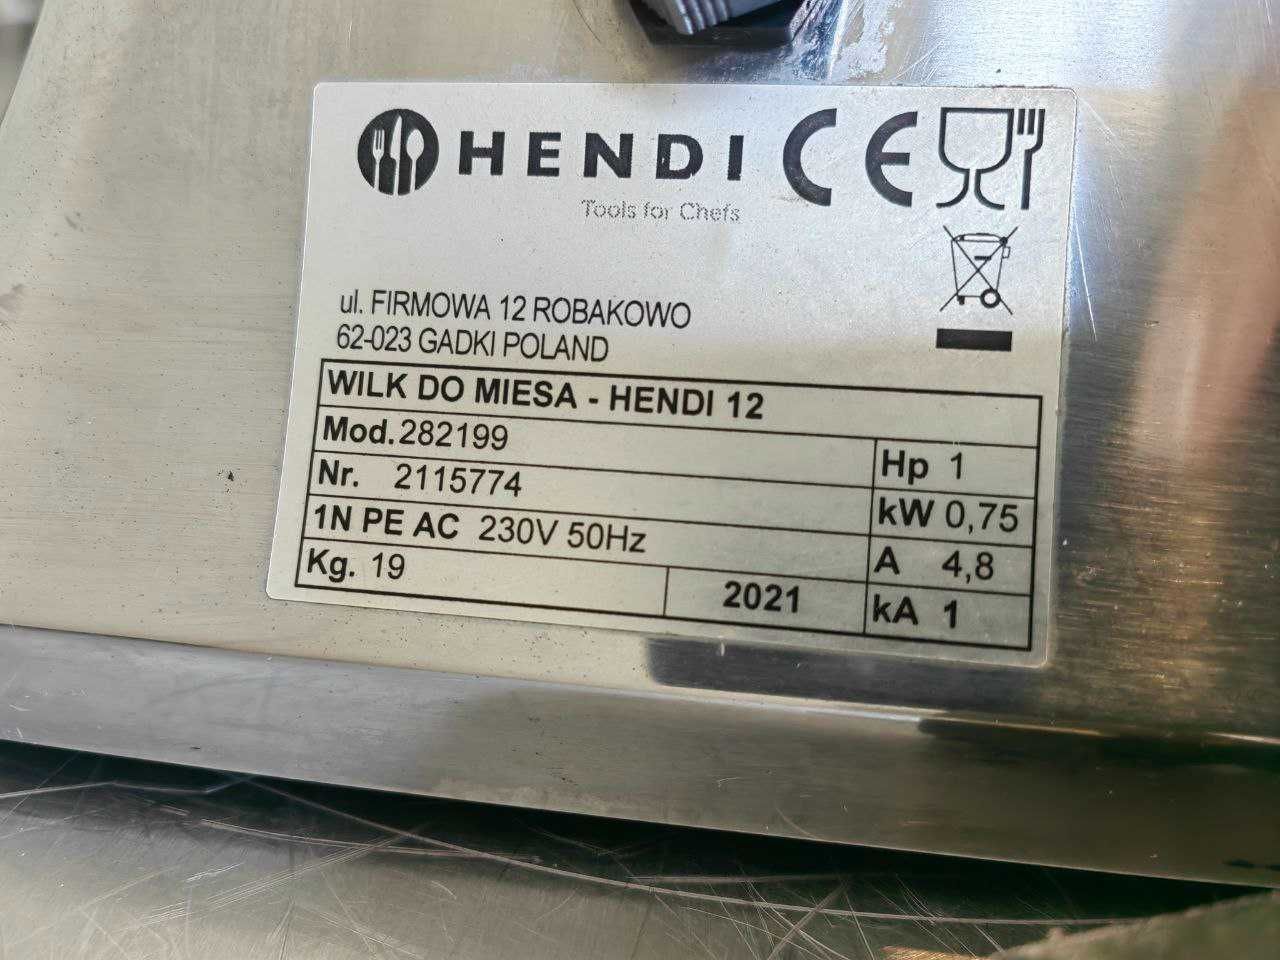 HENDI CE
Tools for Chefs
ul. FIRMOWA 12 ROBAKOWO
62-023 GADKI POLAND
WILK DO MIESA - HENDI 12
Mod. 282199
Hp 1
Nr. 2115774
kW 0,75
1N PE AC 230V 50Hz
A 4,8
Kg. 19
2021
kA 1